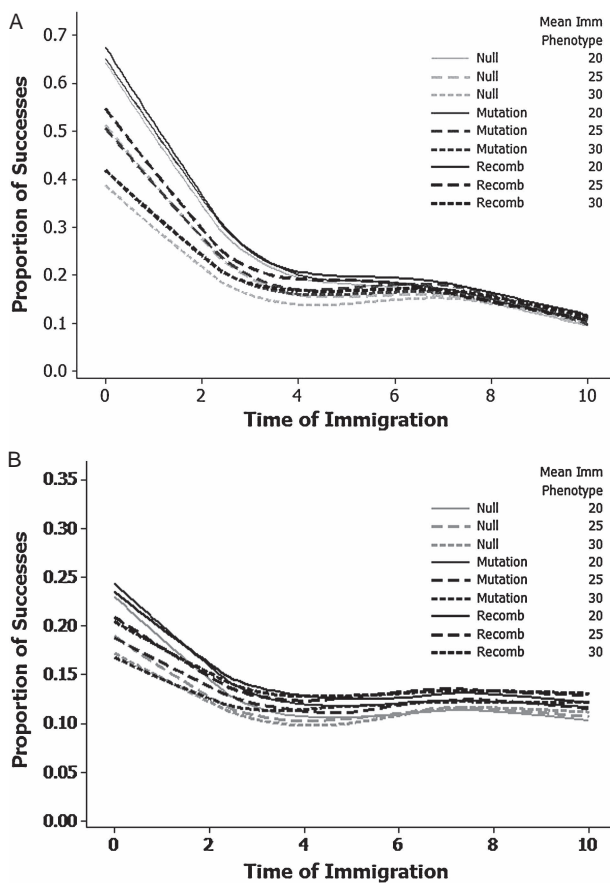 A
Mean Imm
Phenotype
Null 20
Null 25
Null 30
Mutation 20
Mutation 25
Mutation 30
Recomb 20
Recomb 25
Recomb 30
0.7
0.6
0.5
0.4
0.3
0.2
0.1
0.0
Proportion of Successes
0 2 4 6 8 10
Time of Immigration
B
Mean Imm
Phenotype
Null 20
Null 25
Null 30
Mutation 20
Mutation 25
Mutation 30
Recomb 20
Recomb 25
Recomb 30
0.35
0.30
0.25
0.20
0.15
0.10
0.05
0.00
Proportion of Successes
0 2 4 6 8 10
Time of Immigration